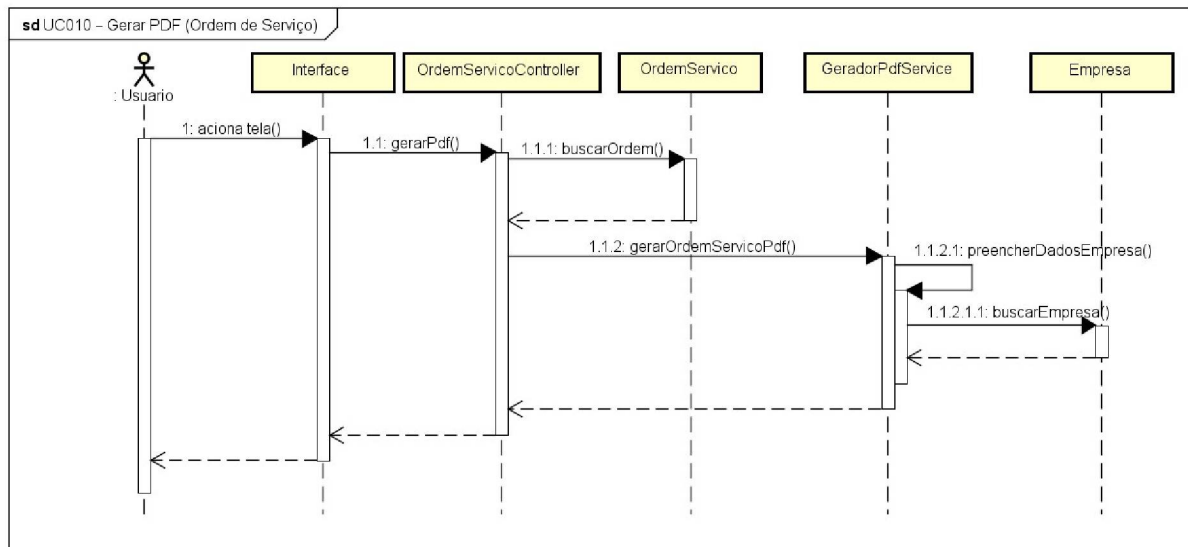 sd UC010 – Gerar PDF (Ordem de Serviço)
: Usuario
Interface
OrdemServicoController
OrdemServico
GeradorPdfService
Empresa
1: aciona tela()
1.1: gerarPdf()
1.1.1: buscarOrdem()
1.1.2: gerarOrdemServicoPdf()
1.1.2.1: preencherDadosEmpresa()
1.1.2.1.1: buscarEmpresa()